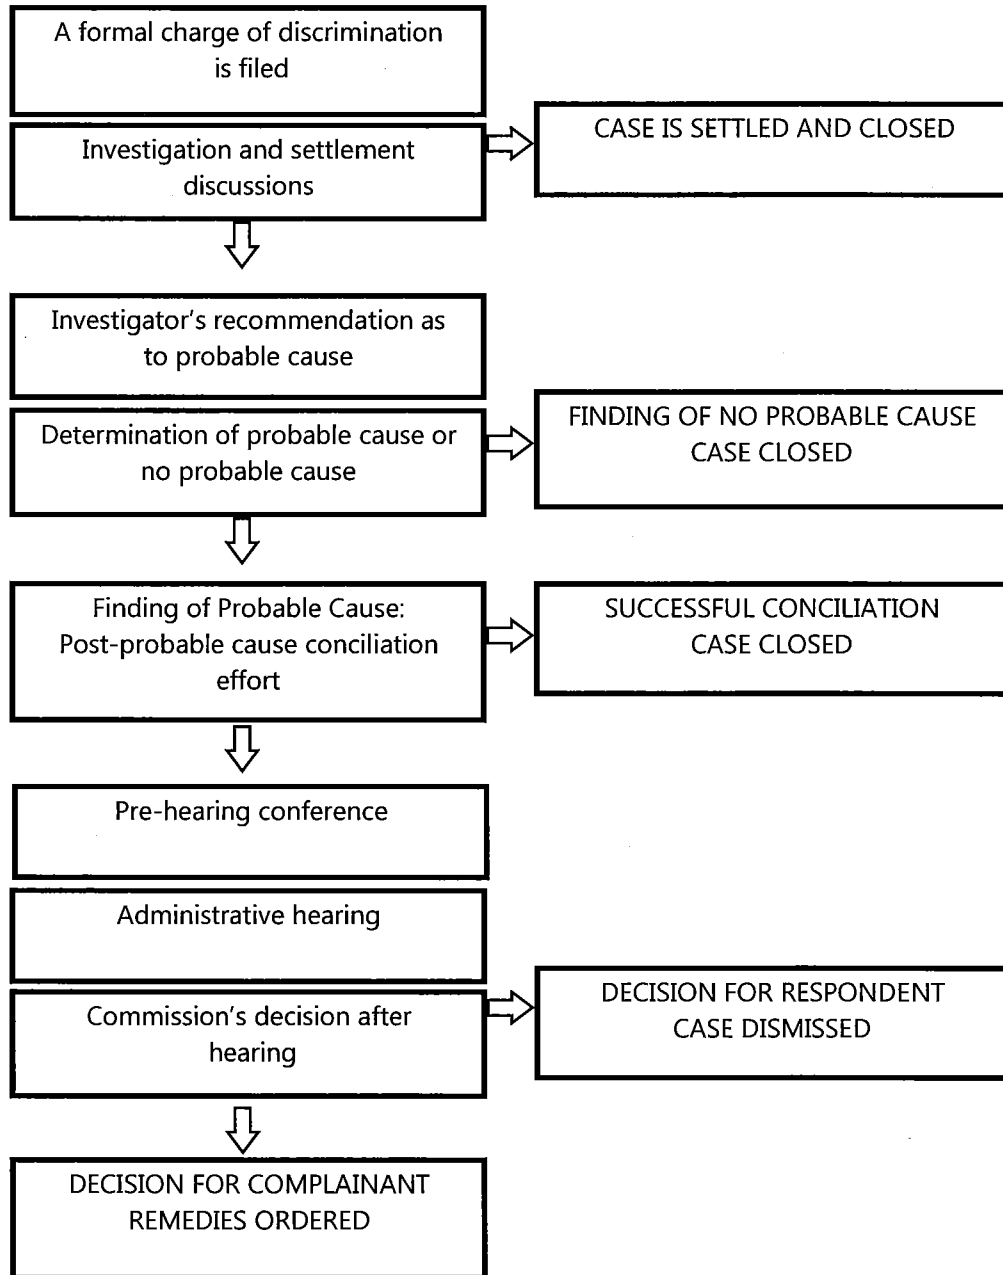 A formal charge of discrimination
is filed
Investigation and settlement
discussions
CASE IS SETTLED AND CLOSED
Investigator's recommendation as
to probable cause
Determination of probable cause or
no probable cause
FINDING OF NO PROBABLE CAUSE
CASE CLOSED
Finding of Probable Cause:
Post-probable cause conciliation
effort
SUCCESSFUL CONCILIATION
CASE CLOSED
Pre-hearing conference
Administrative hearing
Commission's decision after
hearing
DECISION FOR RESPONDENT
CASE DISMISSED
DECISION FOR COMPLAINANT
REMEDIES ORDERED